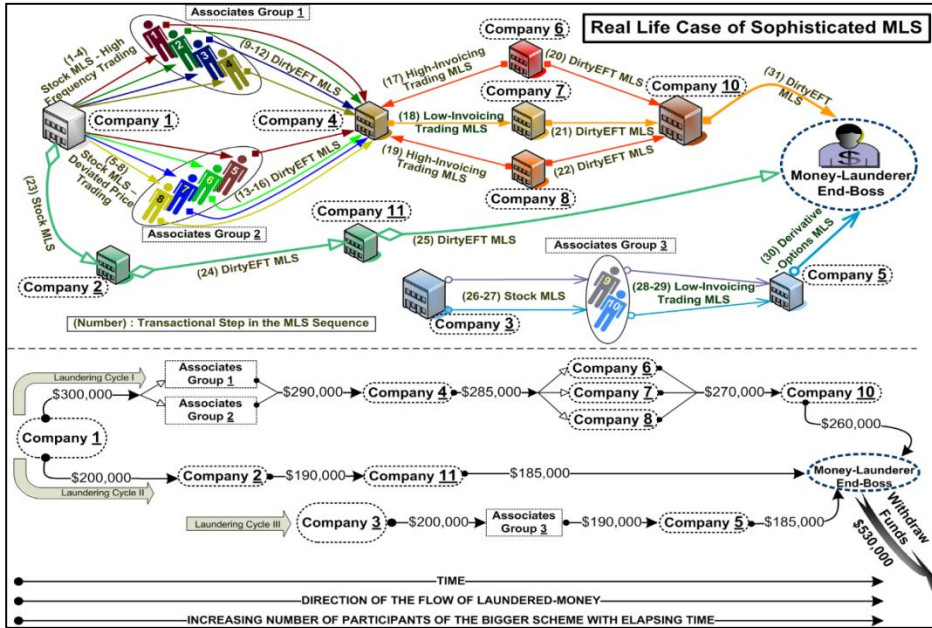 Real Life Case of Sophisticated MLS
Associates Group 1
(1-4)
Stock MLS - High
Frequency Trading
1
2
3
4
(9-12) DirtyEFT MLS
Company 1
Company 4
(5-8)
Stock MLS –
Deviated Price
Trading
5
6
7
8
(13-16) DirtyEFT MLS
Associates Group 2
Company 6
(17) High-Invoicing
Trading MLS
(20) DirtyEFT MLS
Company 7
Company 10
(18) Low-Invoicing
Trading MLS
(21) DirtyEFT MLS
(19) High-Invoicing
Trading MLS
(22) DirtyEFT MLS
Company 8
(31) DirtyEFT
MLS
Money-Launderer
End-Boss
(23) Stock MLS
Company 2
(24) DirtyEFT MLS
Company 11
(25) DirtyEFT MLS
Associates Group 3
9
10
Company 3
(26-27) Stock MLS
(28-29) Low-Invoicing
Trading MLS
(30) Derivative
Options MLS
Company 5
(Number) : Transactional Step in the MLS Sequence
Laundering Cycle I
$300,000
Associates
Group 1
Associates
Group 2
$290,000
Company 4
$285,000
Company 6
Company 7
Company 8
$270,000
Company 10
$260,000
Company 1
$200,000
Company 2
$190,000
Company 11
$185,000
Money-Launderer
End-Boss
Laundering Cycle II
Laundering Cycle III
Company 3
$200,000
Associates
Group 3
$190,000
Company 5
$185,000
Withdraw
Funds
$530,000
TIME
DIRECTION OF THE FLOW OF LAUNDERED-MONEY
INCREASING NUMBER OF PARTICIPANTS OF THE BIGGER SCHEME WITH ELAPSING TIME